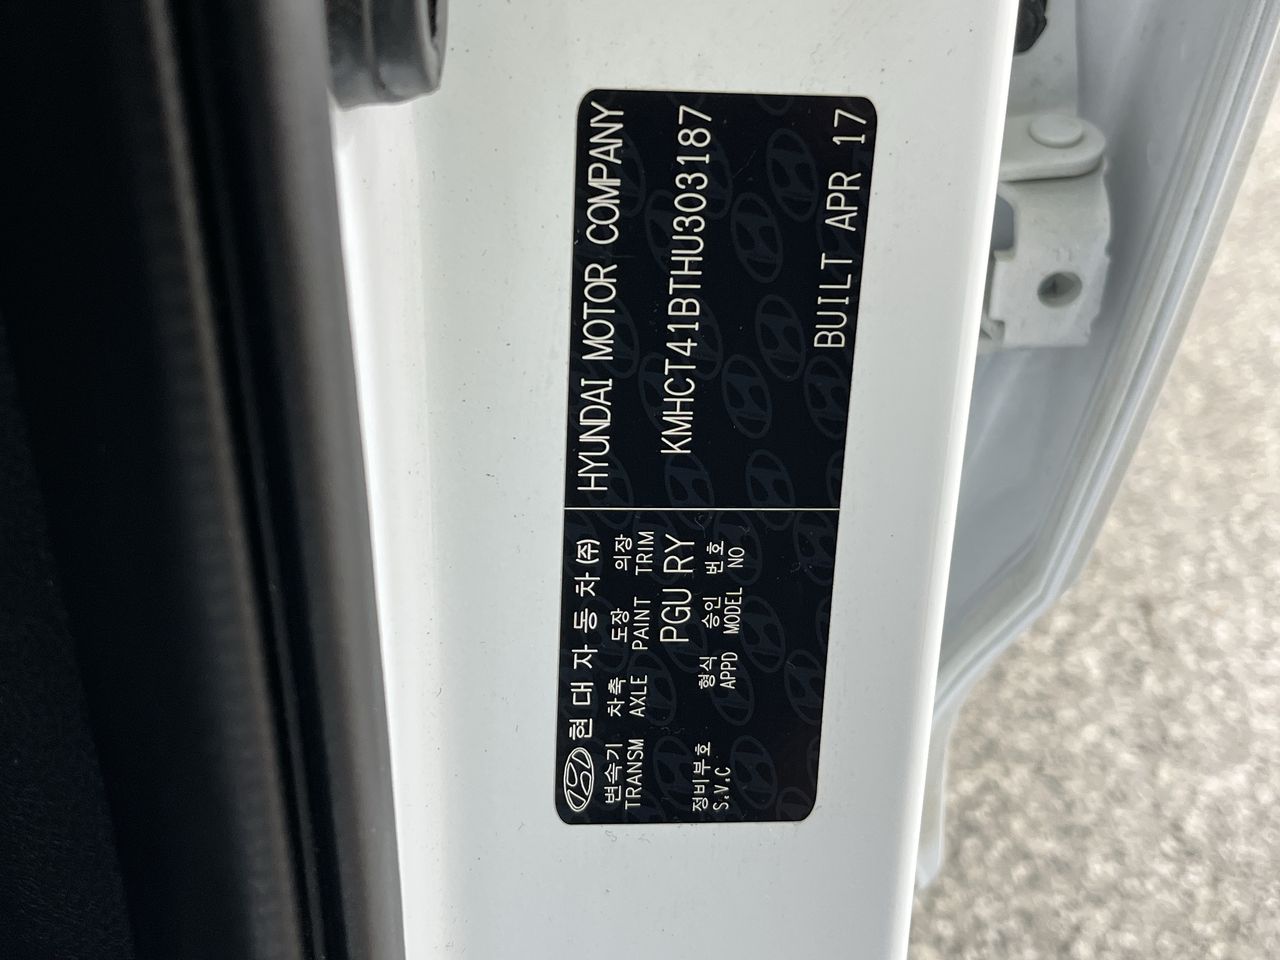 현대자동차(주)
변속기 차축 도장 의장
TRANSM AXLE PAINT TRIM
PGU RY
정비부호 형식 승인 번호
S.V.C APPD MODEL NO
HYUNDAI MOTOR COMPANY
KMHCT41BTHU303187
BUILT APR 17